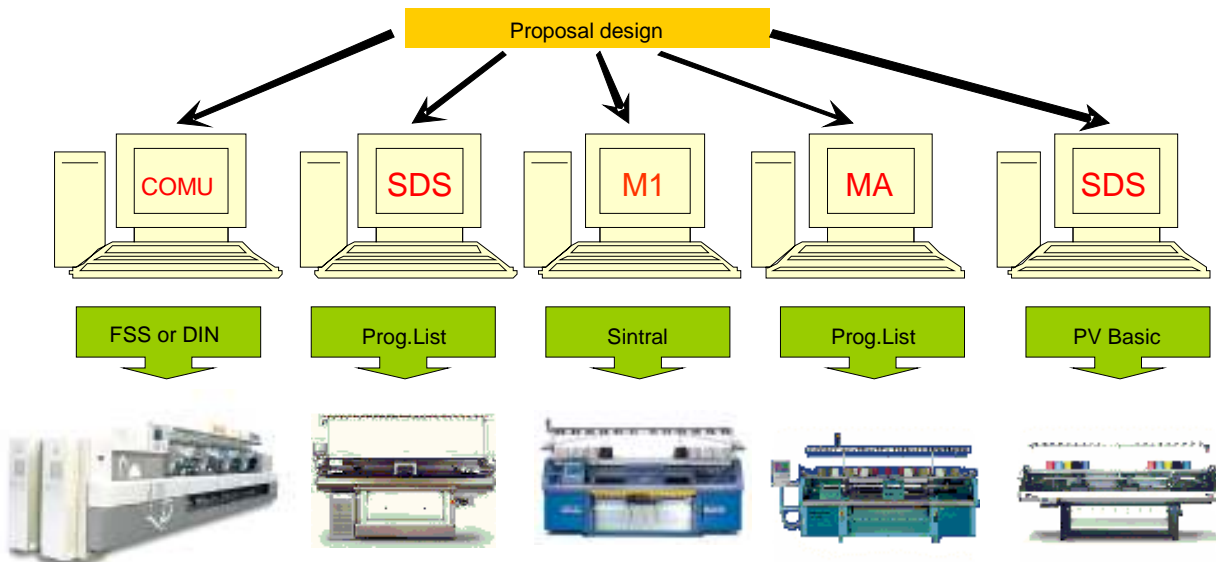 Proposal design
COMU
SDS
M1
MA
SDS
FSS or DIN
Prog.List
Sintral
Prog.List
PV Basic